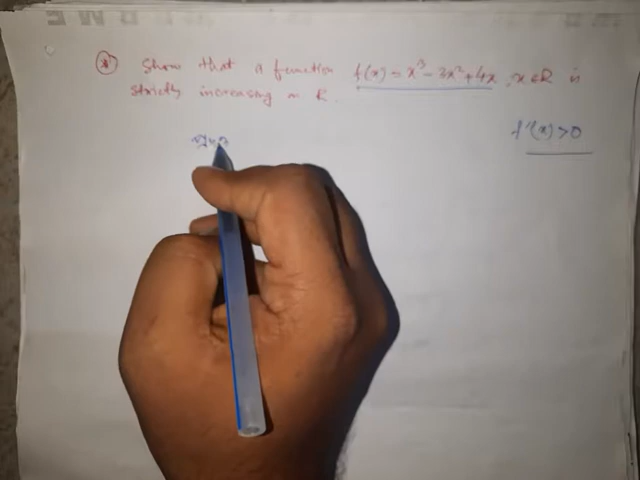 Show that a function f(x) = x³ - 3x² + 4x, x ∈ R is
strictly increasing on R.
f'(x) > 0